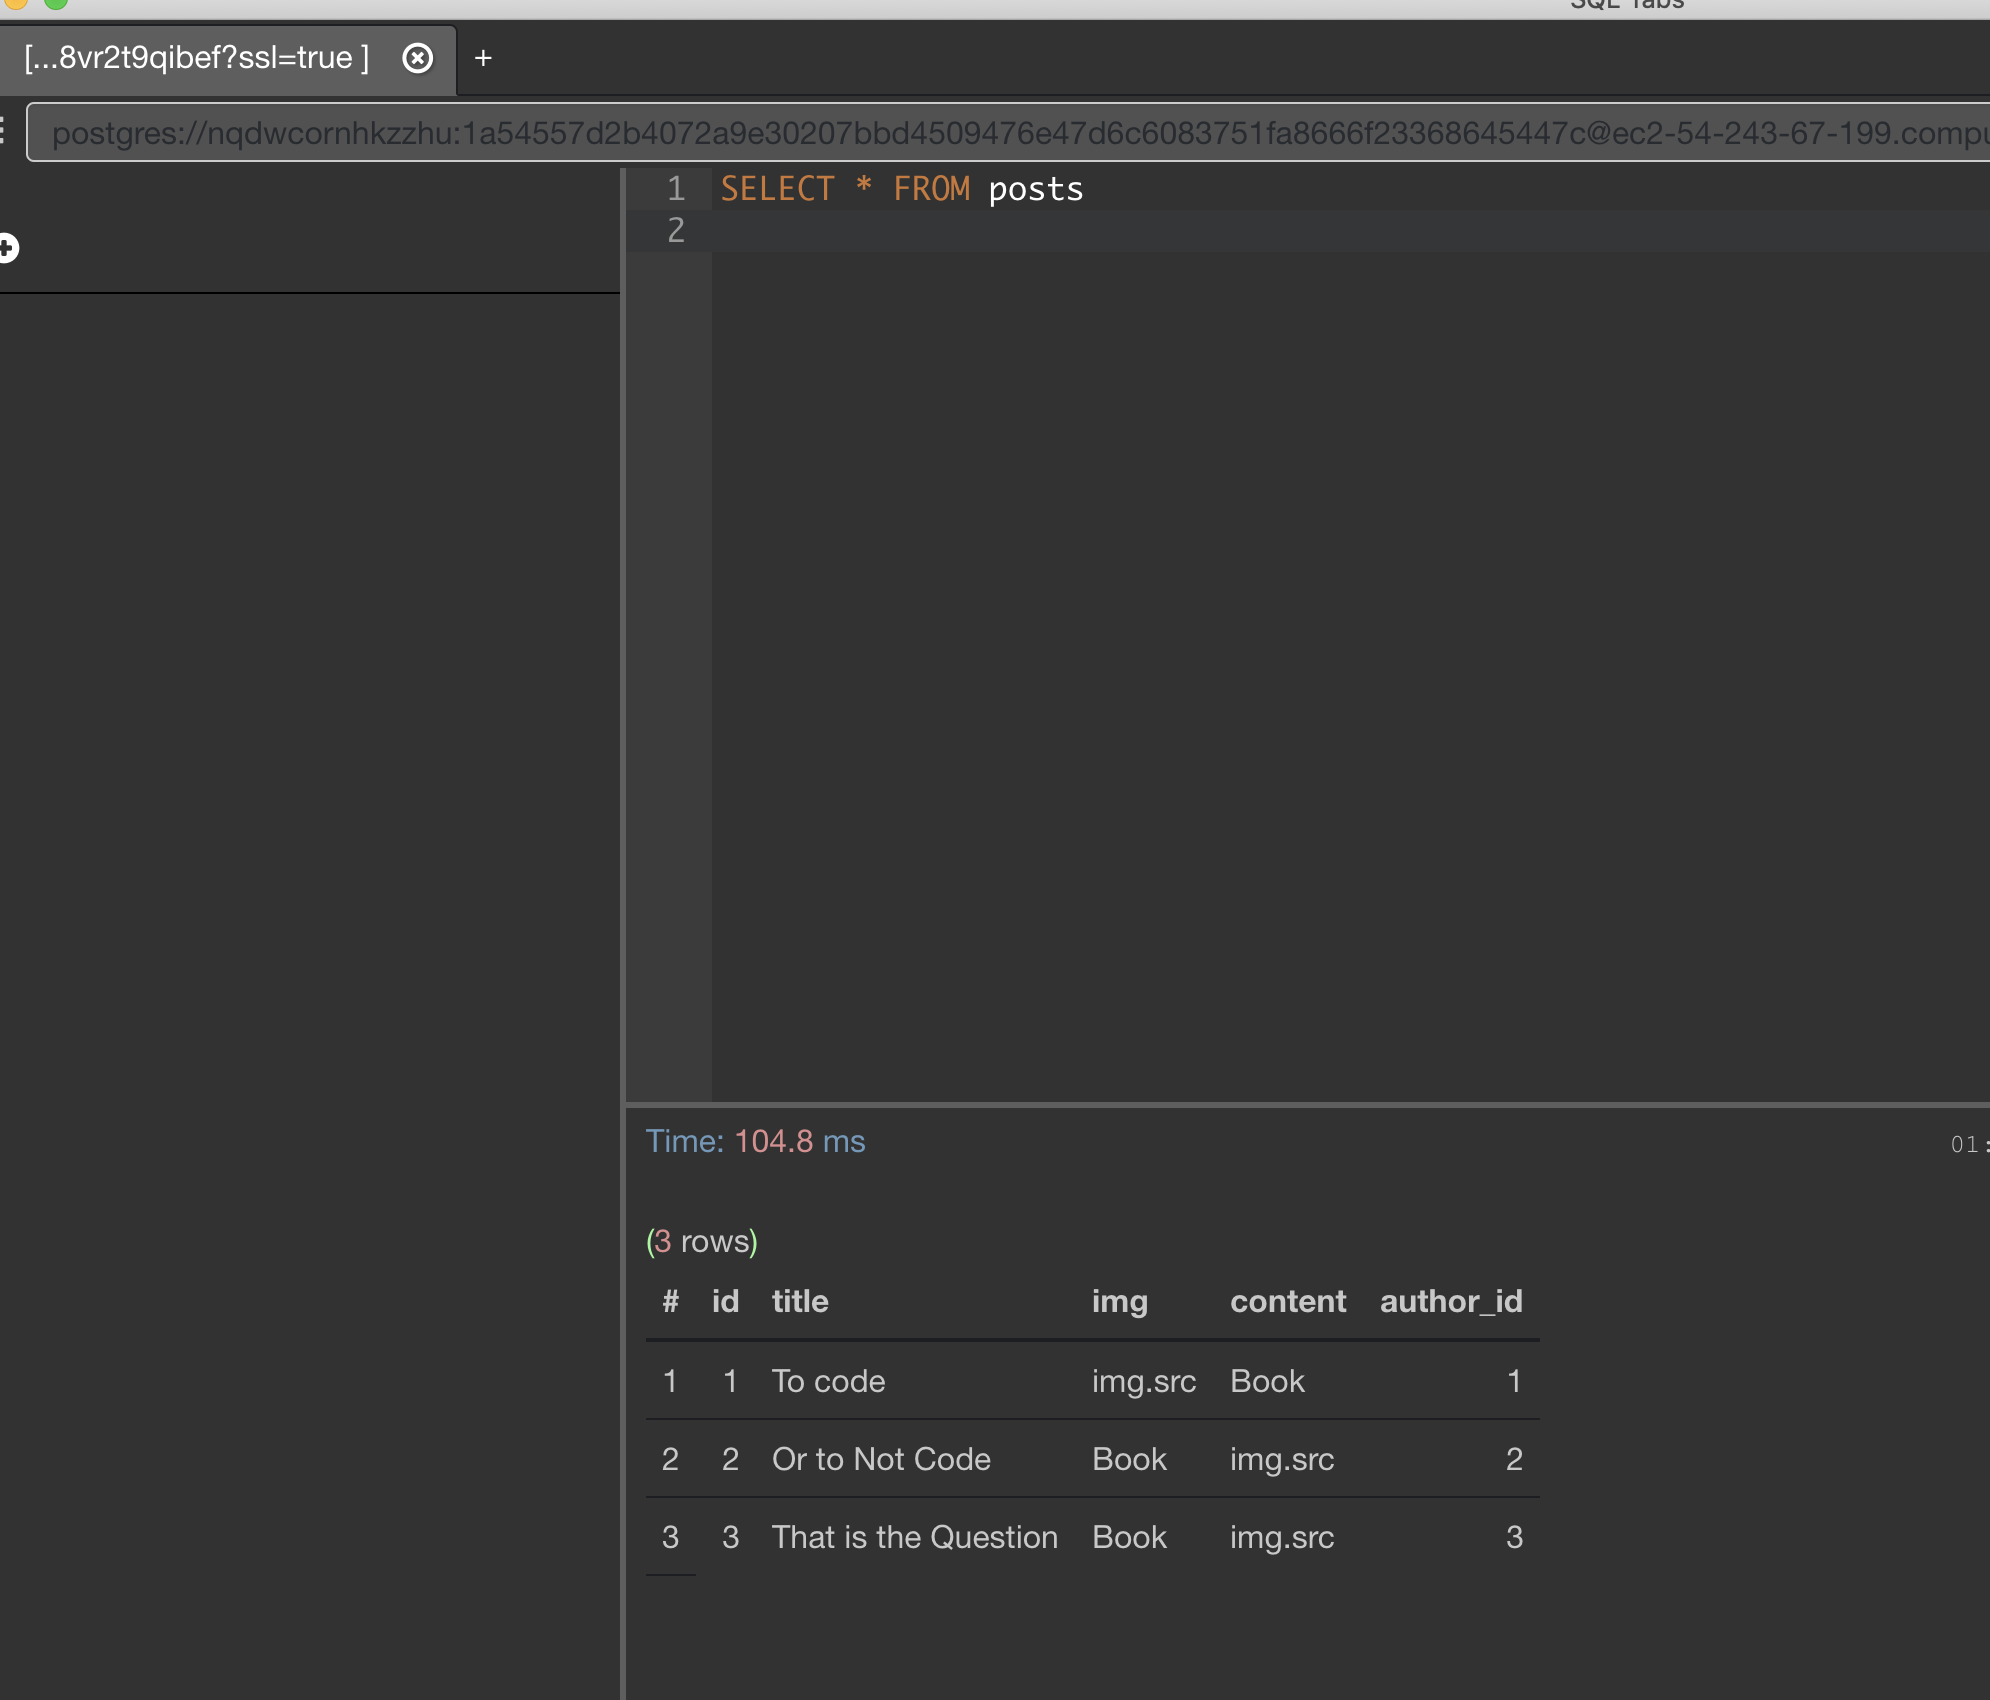 SQL Tabs
[...8vr2t9qibef?ssl=true ]
+
postgres://nqdwcornhkzzhu:1a54557d2b4072a9e30207bbd4509476e47d6c6083751fa8666f23368645447c@ec2-54-243-67-199.compu
1 SELECT * FROM posts
2
Time: 104.8 ms 01:
(3 rows)
# id title img content author_id
1 1 To code img.src Book 1
2 2 Or to Not Code Book img.src 2
3 3 That is the Question Book img.src 3